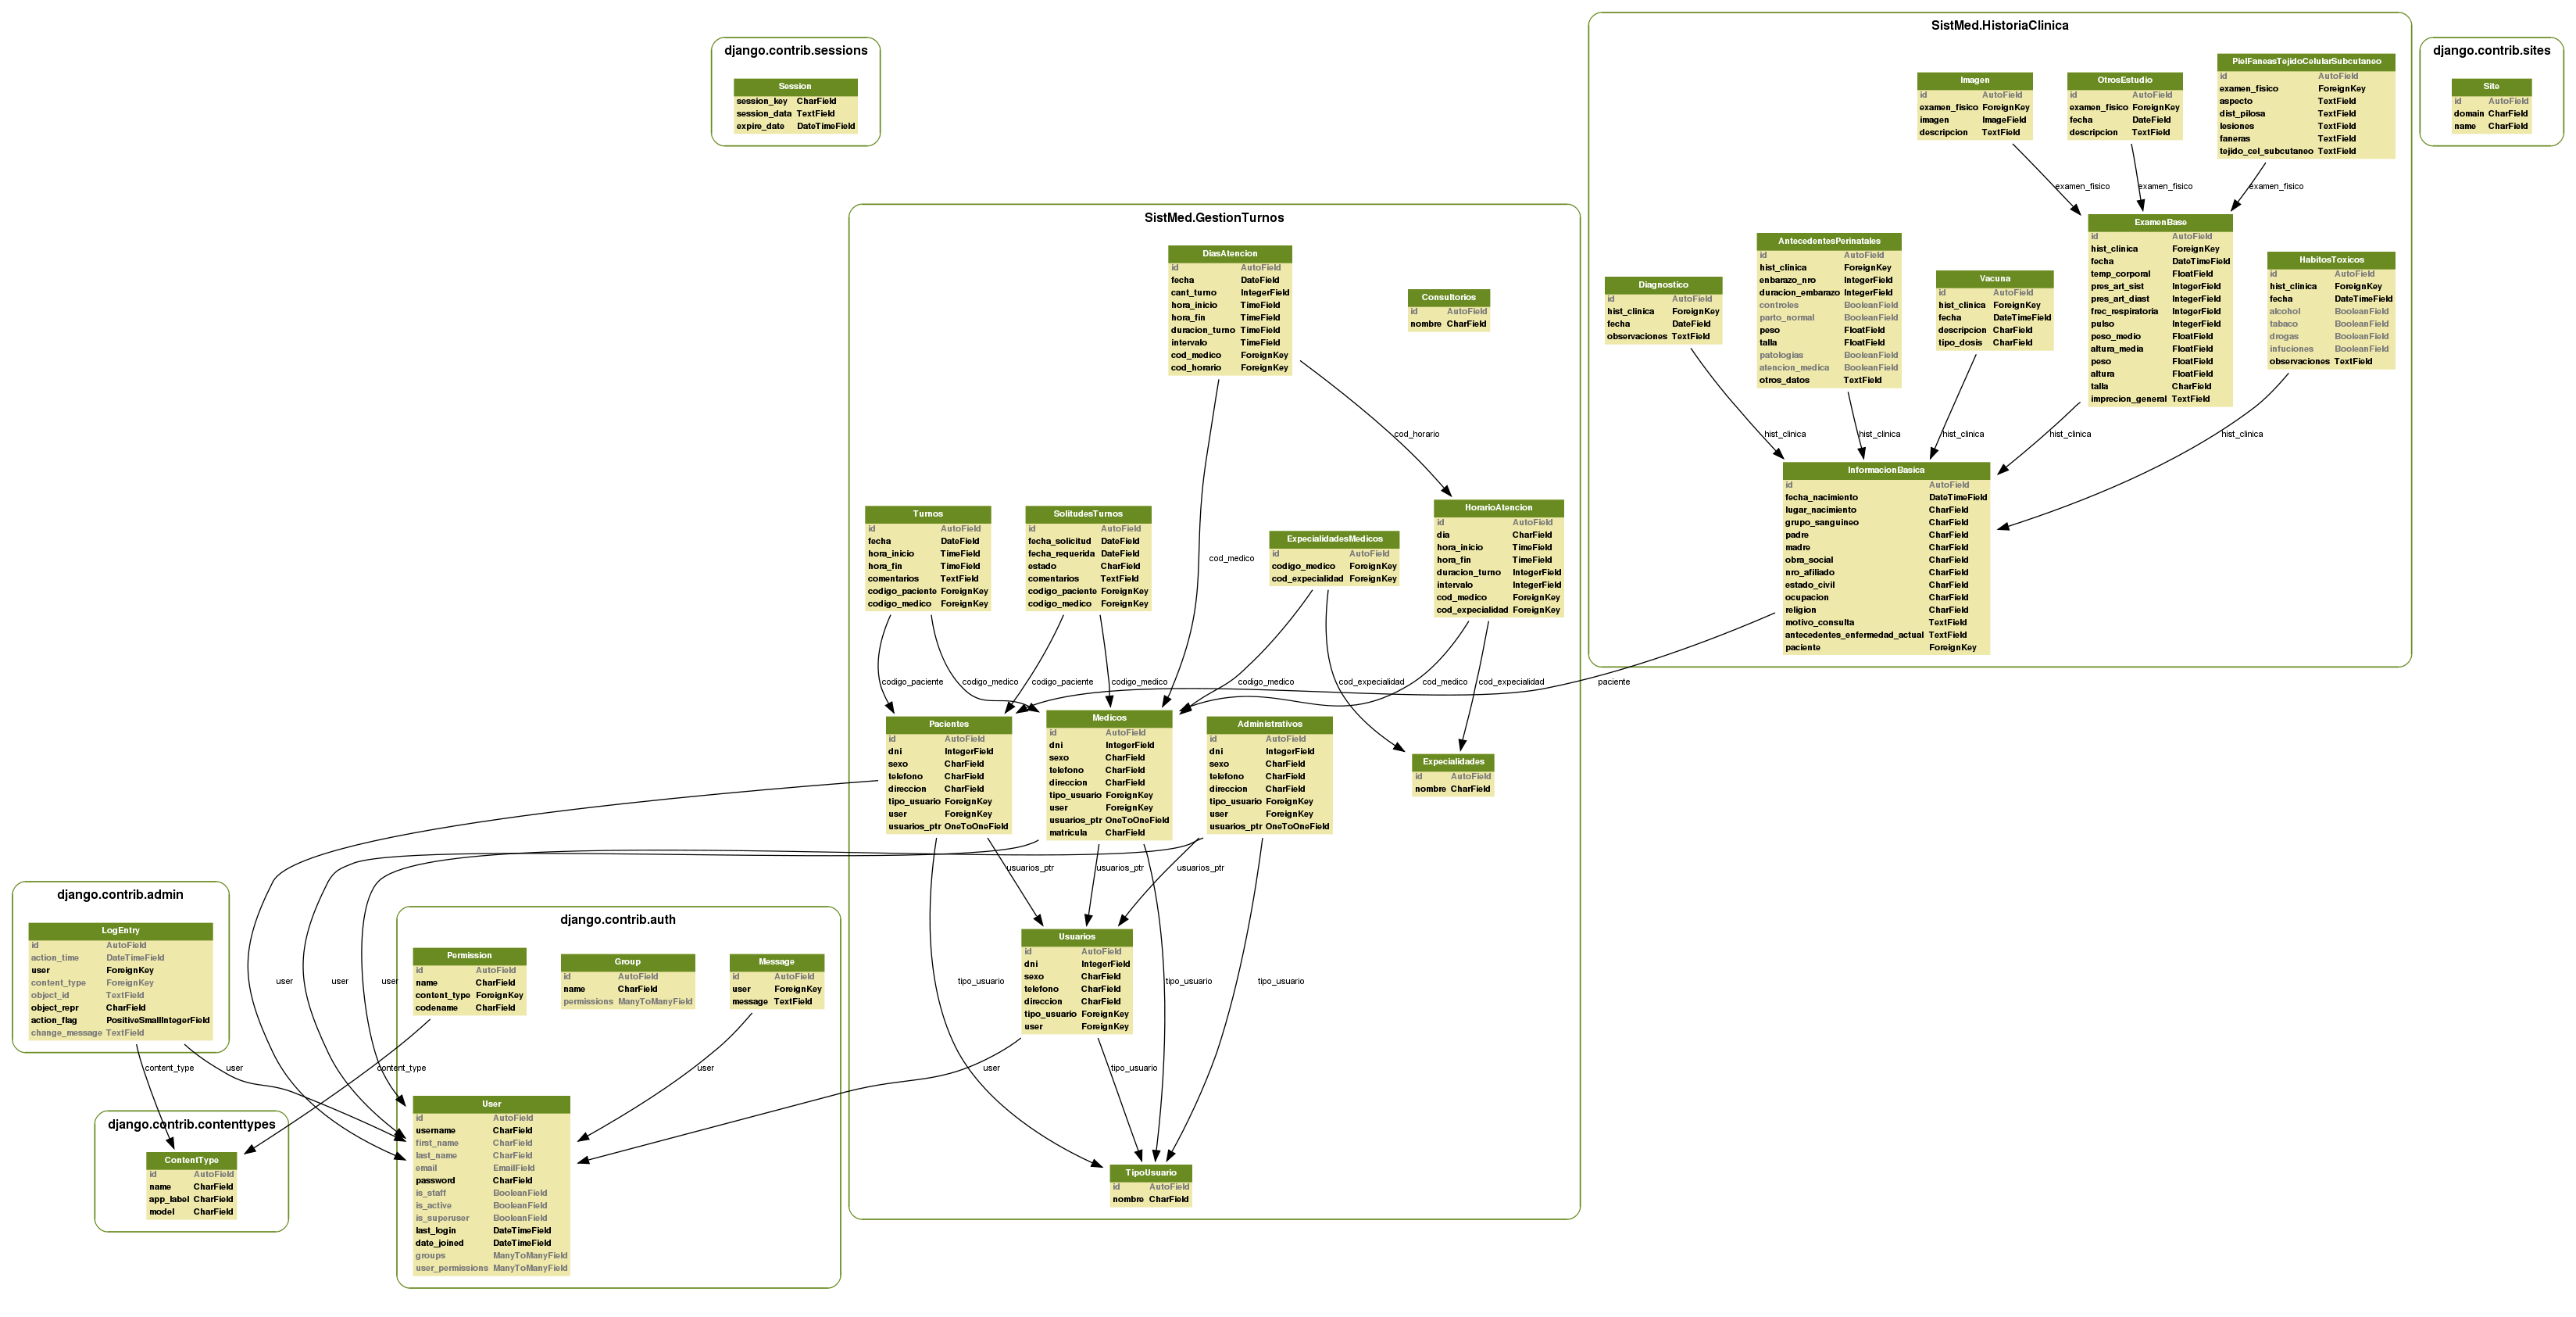 django.contrib.sessions
Session
session_key CharField
session_data TextField
expire_date DateTimeField
SistMed.HistoriaClinica
Imagen
id AutoField
examen_fisico ForeignKey
imagen ImageField
descripcion TextField
OtrosEstudio
id AutoField
examen_fisico ForeignKey
fecha DateField
descripcion TextField
PielFaneasTejidoCelularSubcutaneo
id AutoField
examen_fisico ForeignKey
aspecto TextField
dist_pilosa TextField
lesiones TextField
faneras TextField
tejido_cel_subcutaneo TextField
examen_fisico
examen_fisico
examen_fisico
Diagnostico
id AutoField
hist_clinica ForeignKey
fecha DateField
observaciones TextField
AntecedentesPerinatales
id AutoField
hist_clinica ForeignKey
enbarazo_nro IntegerField
duracion_embarazo IntegerField
controles BooleanField
parto_normal BooleanField
peso FloatField
talla FloatField
patologias BooleanField
atencion_medica BooleanField
otros_datos TextField
Vacuna
id AutoField
hist_clinica ForeignKey
fecha DateTimeField
descripcion CharField
tipo_dosis CharField
ExamenBase
id AutoField
hist_clinica ForeignKey
fecha DateTimeField
temp_corporal FloatField
pres_art_sist IntegerField
pres_art_diast IntegerField
frec_respiratoria IntegerField
pulso IntegerField
peso_medio FloatField
altura_media FloatField
peso FloatField
altura FloatField
talla CharField
imprecion_general TextField
HabitosToxicos
id AutoField
hist_clinica ForeignKey
fecha DateTimeField
alcohol BooleanField
tabaco BooleanField
drogas BooleanField
infuciones BooleanField
observaciones TextField
hist_clinica
hist_clinica
hist_clinica
hist_clinica
hist_clinica
InformacionBasica
id AutoField
fecha_nacimiento DateTimeField
lugar_nacimiento CharField
grupo_sanguineo CharField
padre CharField
madre CharField
obra_social CharField
nro_afiliado CharField
estado_civil CharField
ocupacion CharField
religion CharField
motivo_consulta TextField
antecedentes_enfermedad_actual TextField
paciente ForeignKey
paciente
django.contrib.sites
Site
id AutoField
domain CharField
name CharField
SistMed.GestionTurnos
DiasAtencion
id AutoField
fecha DateField
cant_turno IntegerField
hora_inicio TimeField
hora_fin TimeField
duracion_turno TimeField
intervalo TimeField
cod_medico ForeignKey
cod_horario ForeignKey
Consultorios
id AutoField
nombre CharField
cod_horario
cod_medico
Turnos
id AutoField
fecha DateField
hora_inicio TimeField
hora_fin TimeField
comentarios TextField
codigo_paciente ForeignKey
codigo_medico ForeignKey
SolitudesTurnos
id AutoField
fecha_solicitud DateField
fecha_requerida DateField
estado CharField
comentarios TextField
codigo_paciente ForeignKey
codigo_medico ForeignKey
ExpecialidadesMedicos
id AutoField
codigo_medico ForeignKey
cod_expecialidad ForeignKey
HorarioAtencion
id AutoField
dia CharField
hora_inicio TimeField
hora_fin TimeField
duracion_turno IntegerField
intervalo IntegerField
cod_medico ForeignKey
cod_expecialidad ForeignKey
codigo_paciente
codigo_medico
codigo_paciente
codigo_medico
codigo_medico
cod_expecialidad
cod_medico
cod_expecialidad
Pacientes
id AutoField
dni IntegerField
sexo CharField
telefono CharField
direccion CharField
tipo_usuario ForeignKey
user ForeignKey
usuarios_ptr OneToOneField
Medicos
id AutoField
dni IntegerField
sexo CharField
telefono CharField
direccion CharField
tipo_usuario ForeignKey
user ForeignKey
usuarios_ptr OneToOneField
matricula CharField
Administrativos
id AutoField
dni IntegerField
sexo CharField
telefono CharField
direccion CharField
tipo_usuario ForeignKey
user ForeignKey
usuarios_ptr OneToOneField
Expecialidades
id AutoField
nombre CharField
usuarios_ptr
usuarios_ptr
usuarios_ptr
Usuarios
id AutoField
dni IntegerField
sexo CharField
telefono CharField
direccion CharField
tipo_usuario ForeignKey
user ForeignKey
tipo_usuario
tipo_usuario
tipo_usuario
user
tipo_usuario
TipoUsuario
id AutoField
nombre CharField
django.contrib.admin
LogEntry
id AutoField
action_time DateTimeField
user ForeignKey
content_type ForeignKey
object_id TextField
object_repr CharField
action_flag PositiveSmallIntegerField
change_message TextField
content_type
user
user
user
user
django.contrib.auth
Permission
id AutoField
name CharField
content_type ForeignKey
codename CharField
Group
id AutoField
name CharField
permissions ManyToManyField
Message
id AutoField
user ForeignKey
message TextField
content_type
user
User
id AutoField
username CharField
first_name CharField
last_name CharField
email EmailField
password CharField
is_staff BooleanField
is_active BooleanField
is_superuser BooleanField
last_login DateTimeField
date_joined DateTimeField
groups ManyToManyField
user_permissions ManyToManyField
django.contrib.contenttypes
ContentType
id AutoField
name CharField
app_label CharField
model CharField